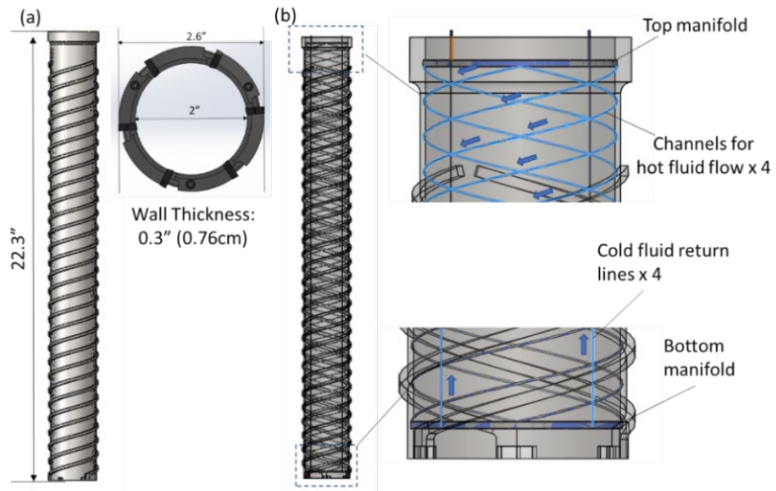 (a)
2.6”
2”
22.3”
Wall Thickness:
0.3” (0.76cm)
(b)
Top manifold
Channels for
hot fluid flow x 4
Cold fluid return
lines x 4
Bottom
manifold